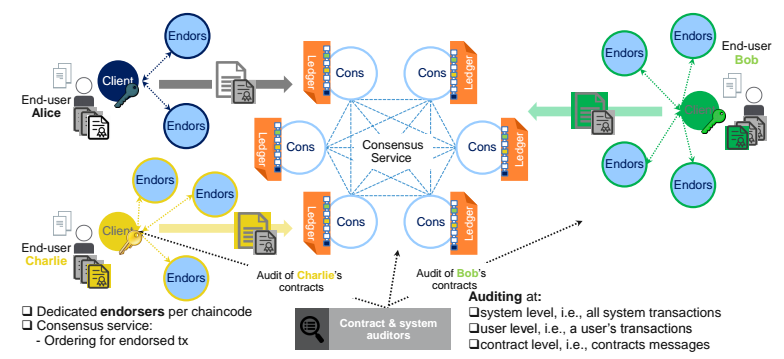 Endors
Client
End-user
Alice
Endors
Ledger
Cons
Cons
Ledger
Ledger
Cons
Consensus
Service
Cons
Ledger
Ledger
Cons
Cons
Ledger
Endors
Endors
End-user
Bob
Client
Endors
Endors
Endors
Endors
Client
End-user
Charlie
Endors
Audit of Charlie's
contracts
Audit of Bob's
contracts
❑ Dedicated endorsers per chaincode
❑ Consensus service:
- Ordering for endorsed tx
Contract & system
auditors
Auditing at:
❑system level, i.e., all system transactions
❑user level, i.e., a user's transactions
❑contract level, i.e., contracts messages